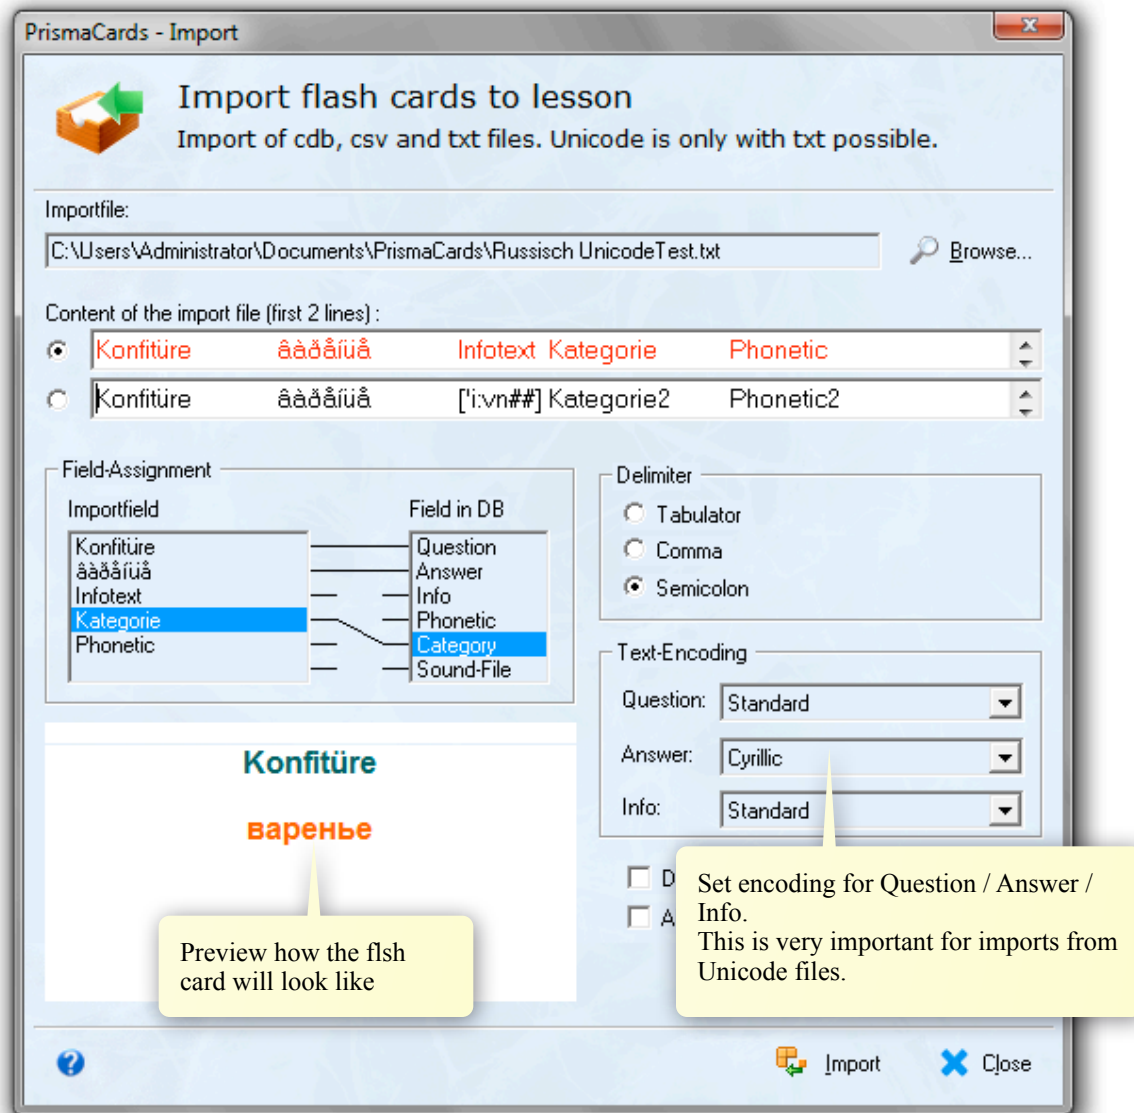 PrismaCards - Import
Import flash cards to lesson
Import of cdb, csv and txt files. Unicode is only with txt possible.
Importfile:
C:\Users\Administrator\Documents\PrismaCards\Russisch UnicodeTest.txt
Browse...
Content of the import file (first 2 lines) :
Konfitüre âàðåíüå Infotext Kategorie Phonetic
Konfitüre âàðåíüå ['i:vn##] Kategorie2 Phonetic2
Field-Assignment
Importfield Field in DB
Konfitüre Question
âàðåíüå Answer
Infotext Info
Kategorie Phonetic
Phonetic Category
Sound-File
Delimiter
Tabulator
Comma
Semicolon
Text-Encoding
Question: Standard
Answer: Cyrillic
Info: Standard
Konfitüre
варенье
D
A
Set encoding for Question / Answer /
Info.
This is very important for imports from
Unicode files.
Preview how the flsh
card will look like
Import
Close